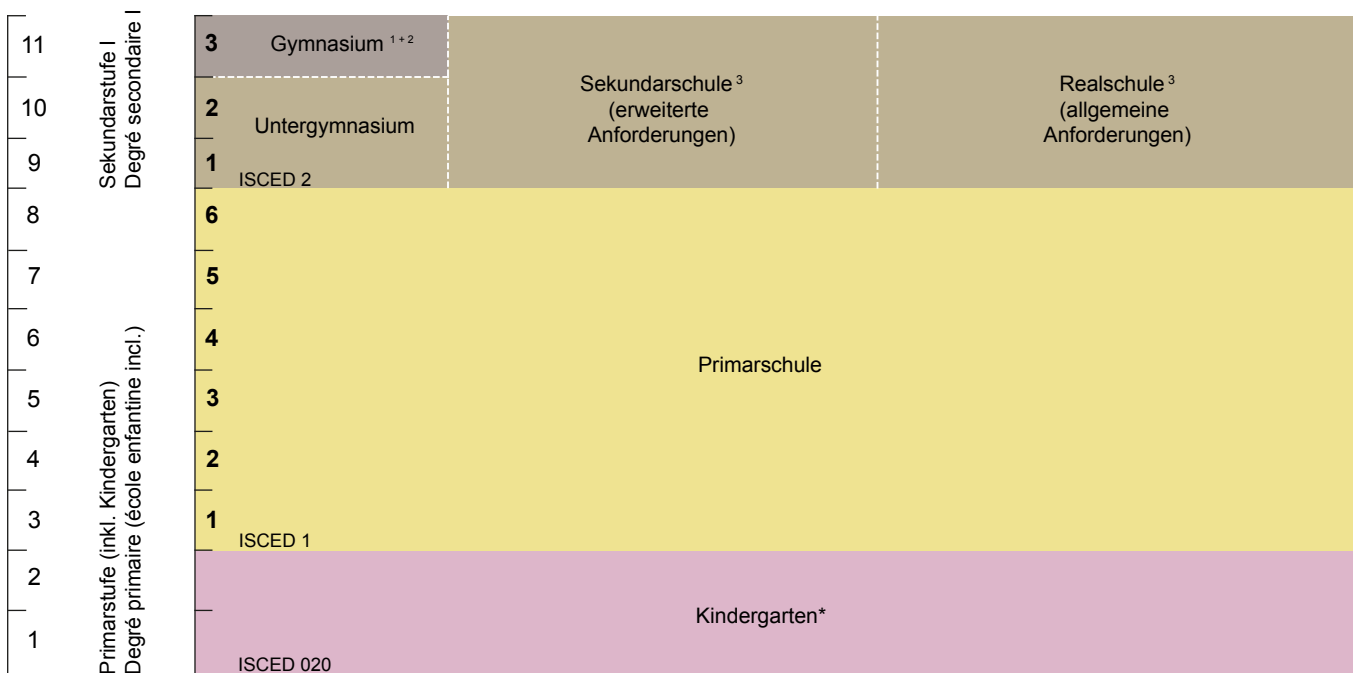 11
10
9
8
7
6
5
4
3
2
1
Sekundarstufe I
Degré secondaire I
Primarstufe (inkl. Kindergarten)
Degré primaire (école enfantine incl.)
3
2
1
6
5
4
3
2
1
Gymnasium 1 + 2
Untergymnasium
ISCED 2
Sekundarschule 3
(erweiterte
Anforderungen)
Realschule 3
(allgemeine
Anforderungen)
Primarschule
ISCED 1
Kindergarten*
ISCED 020